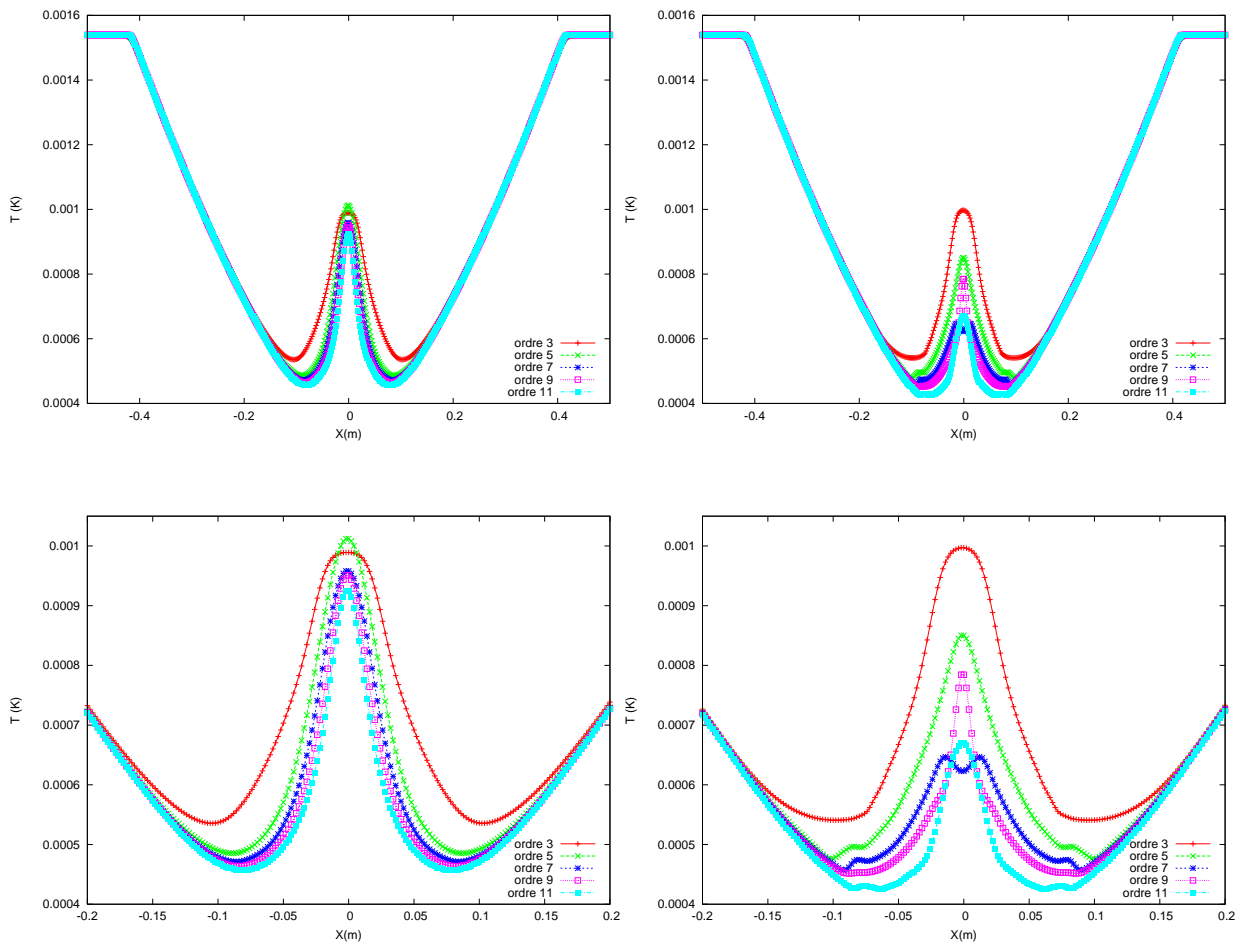 0.0016
0.0014
0.0012
0.001
0.0008
0.0006
0.0004
T (K)
-0.4
-0.2
0
0.2
0.4
X(m)
ordre 3
ordre 5
ordre 7
ordre 9
ordre 11
0.0016
0.0014
0.0012
0.001
0.0008
0.0006
0.0004
T (K)
-0.4
-0.2
0
0.2
0.4
X(m)
ordre 3
ordre 5
ordre 7
ordre 9
ordre 11
0.001
0.0009
0.0008
0.0007
0.0006
0.0005
0.0004
T (K)
-0.2
-0.15
-0.1
-0.05
0
0.05
0.1
0.15
0.2
X(m)
ordre 3
ordre 5
ordre 7
ordre 9
ordre 11
0.001
0.0009
0.0008
0.0007
0.0006
0.0005
0.0004
T (K)
-0.2
-0.15
-0.1
-0.05
0
0.05
0.1
0.15
0.2
X(m)
ordre 3
ordre 5
ordre 7
ordre 9
ordre 11